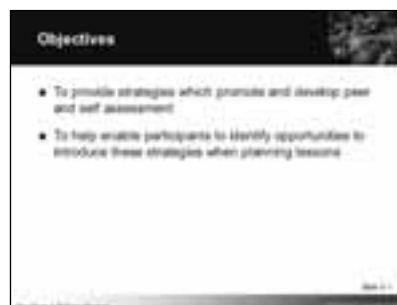 Objectives
• To provide strategies which promote and develop peer
and self assessment
• To help enable participants to identify opportunities to
introduce these strategies when planning lessons
Slide